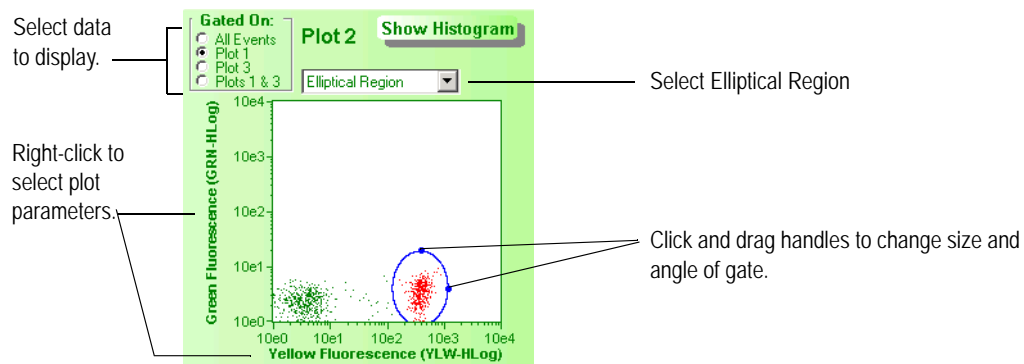 Select data
to display.
Gated On:
All Events
Plot 1
Plot 3
Plots 1 & 3
Plot 2
Show Histogram
Elliptical Region
Select Elliptical Region
Right-click to
select plot
parameters.
Green Fluorescence (GRN-HLog)
10e4
10e3
10e2
10e1
10e0
10e0 10e1 10e2 10e3 10e4
Yellow Fluorescence (YLW-HLog)
Click and drag handles to change size and
angle of gate.